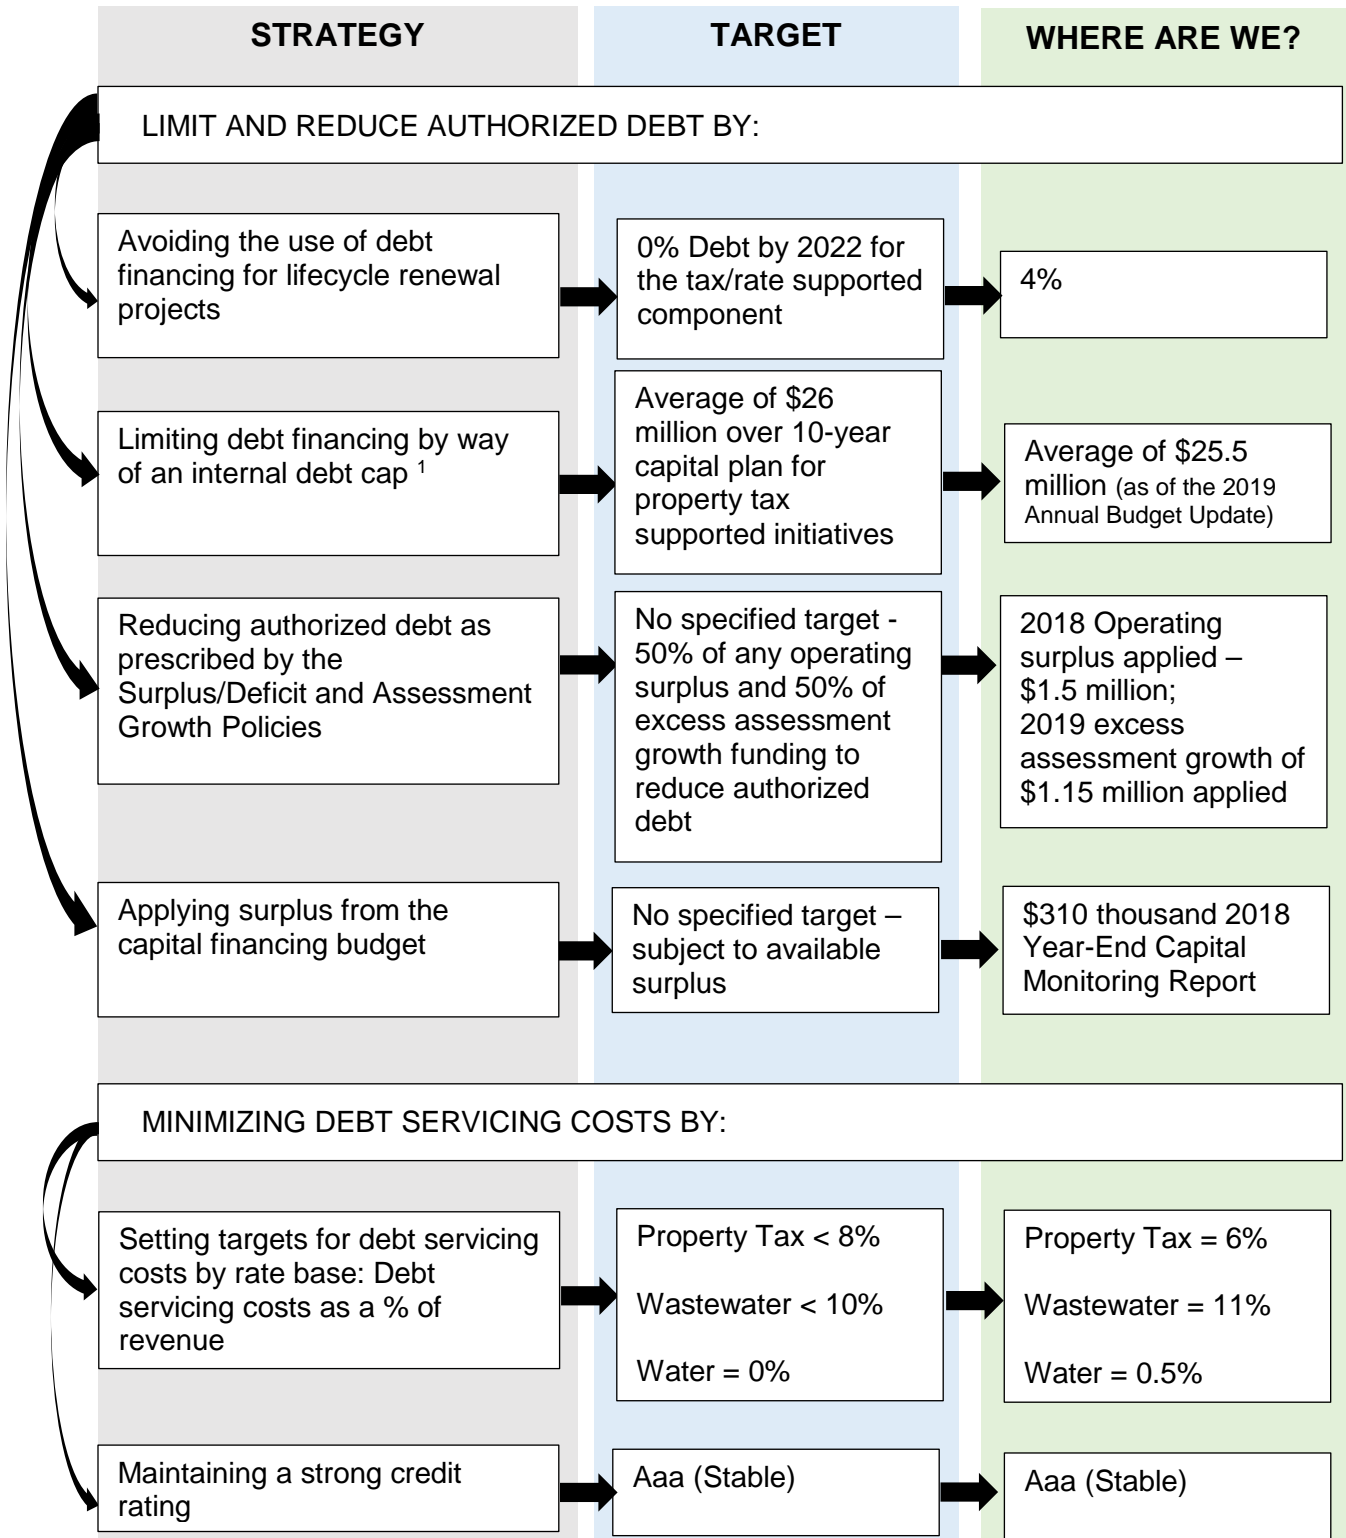 STRATEGY
TARGET
WHERE ARE WE?
LIMIT AND REDUCE AUTHORIZED DEBT BY:
Avoiding the use of debt
financing for lifecycle renewal
projects
0% Debt by 2022 for
the tax/rate supported
component
4%
Limiting debt financing by way
of an internal debt cap 1
Average of $26
million over 10-year
capital plan for
property tax
supported initiatives
Average of $25.5
million (as of the 2019
Annual Budget Update)
Reducing authorized debt as
prescribed by the
Surplus/Deficit and Assessment
Growth Policies
No specified target -
50% of any operating
surplus and 50% of
excess assessment
growth funding to
reduce authorized
debt
2018 Operating
surplus applied –
$1.5 million;
2019 excess
assessment growth of
$1.15 million applied
Applying surplus from the
capital financing budget
No specified target –
subject to available
surplus
$310 thousand 2018
Year-End Capital
Monitoring Report
MINIMIZING DEBT SERVICING COSTS BY:
Setting targets for debt servicing
costs by rate base: Debt
servicing costs as a % of
revenue
Property Tax < 8%
Wastewater < 10%
Water = 0%
Property Tax = 6%
Wastewater = 11%
Water = 0.5%
Maintaining a strong credit
rating
Aaa (Stable)
Aaa (Stable)